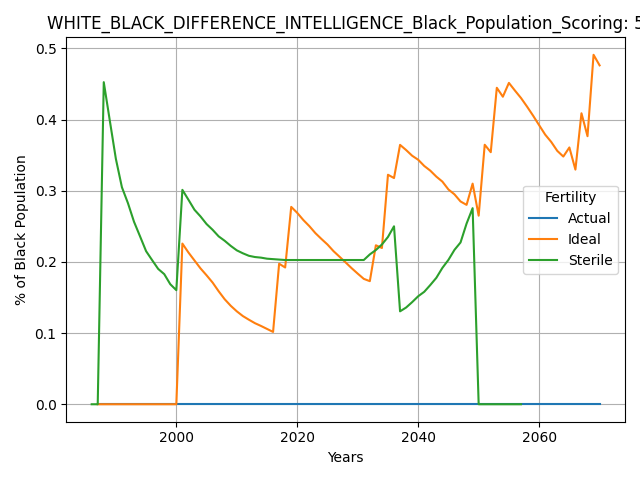 WHITE_BLACK_DIFFERENCE_INTELLIGENCE_Black_Population_Scoring: 5
0.5
0.4
0.3
0.2
0.1
0.0
% of Black Population
Fertility
Actual
Ideal
Sterile
2000 2020 2040 2060
Years